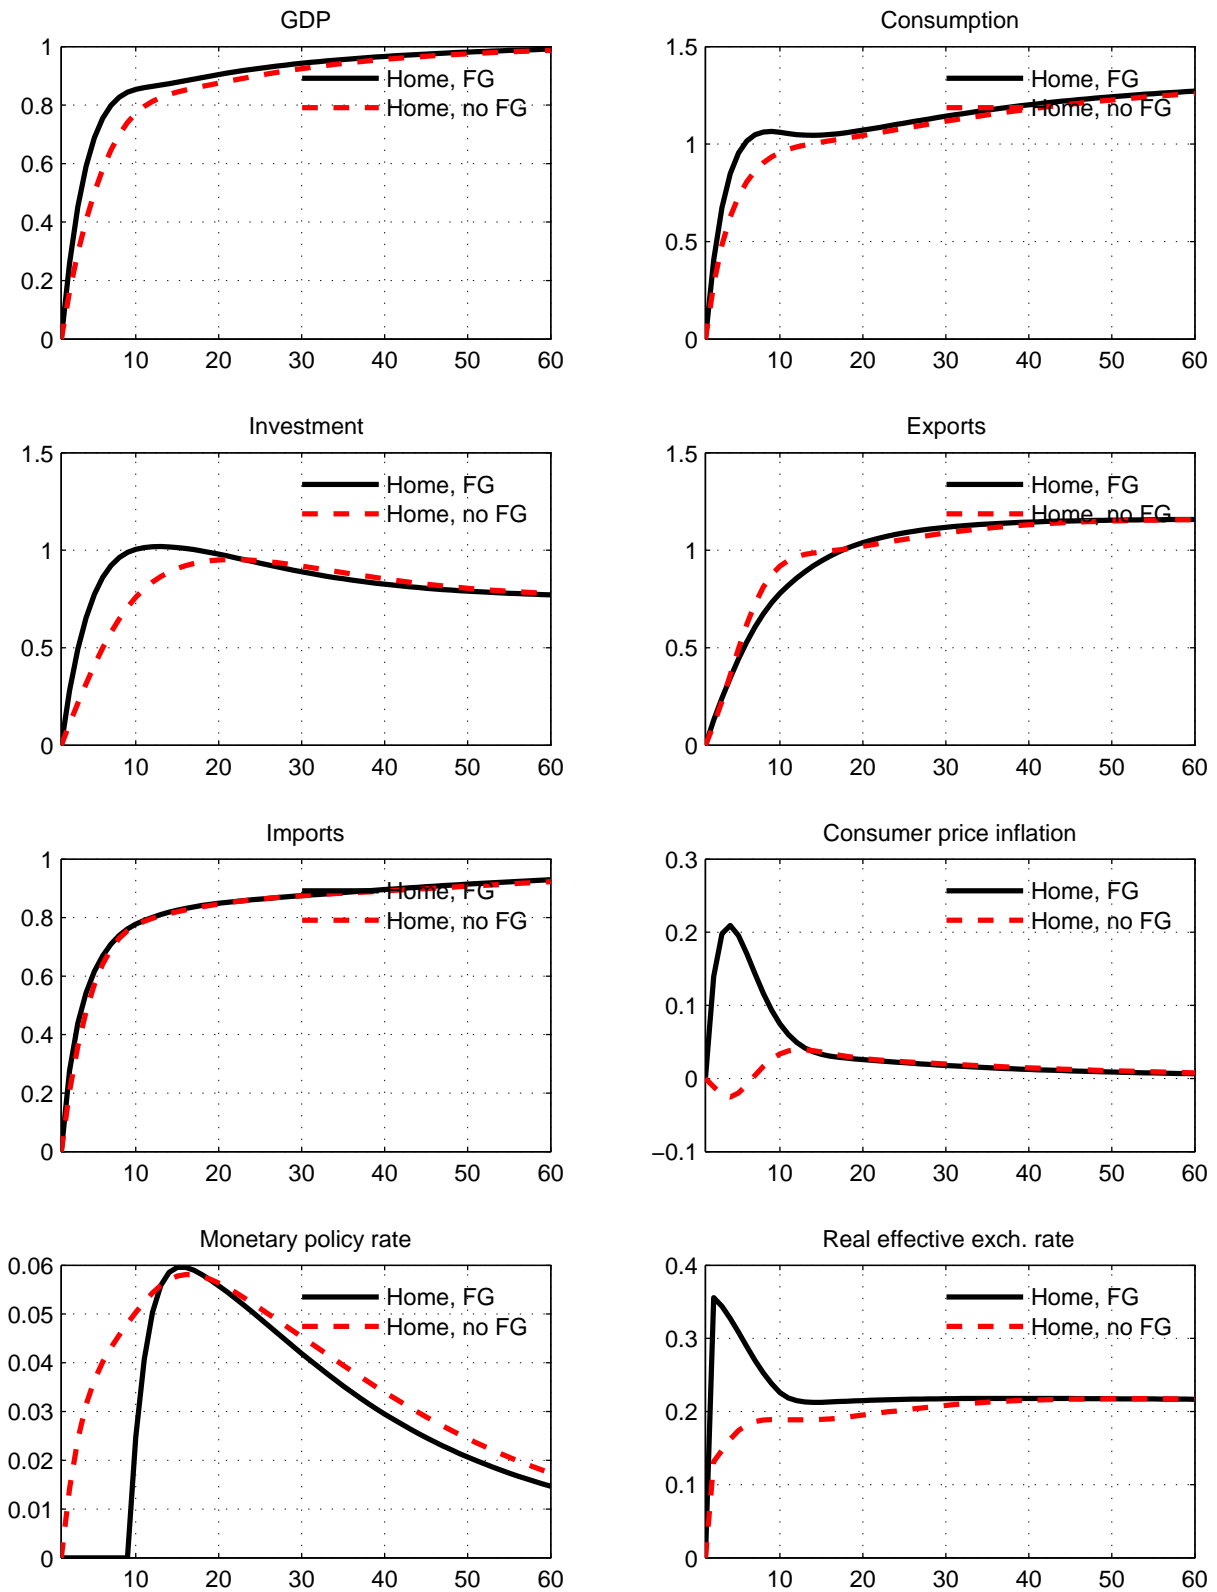 GDP
1
0.8
0.6
0.4
0.2
0
10 20 30 40 50 60
Home, FG
Home, no FG
Consumption
1.5
1
0.5
0
10 20 30 40 50 60
Home, FG
Home, no FG
Investment
1.5
1
0.5
0
10 20 30 40 50 60
Home, FG
Home, no FG
Exports
1.5
1
0.5
0
10 20 30 40 50 60
Home, FG
Home, no FG
Imports
1
0.8
0.6
0.4
0.2
0
10 20 30 40 50 60
Home, FG
Home, no FG
Consumer price inflation
0.3
0.2
0.1
0
−0.1
10 20 30 40 50 60
Home, FG
Home, no FG
Monetary policy rate
0.06
0.05
0.04
0.03
0.02
0.01
0
10 20 30 40 50 60
Home, FG
Home, no FG
Real effective exch. rate
0.4
0.3
0.2
0.1
0
10 20 30 40 50 60
Home, FG
Home, no FG